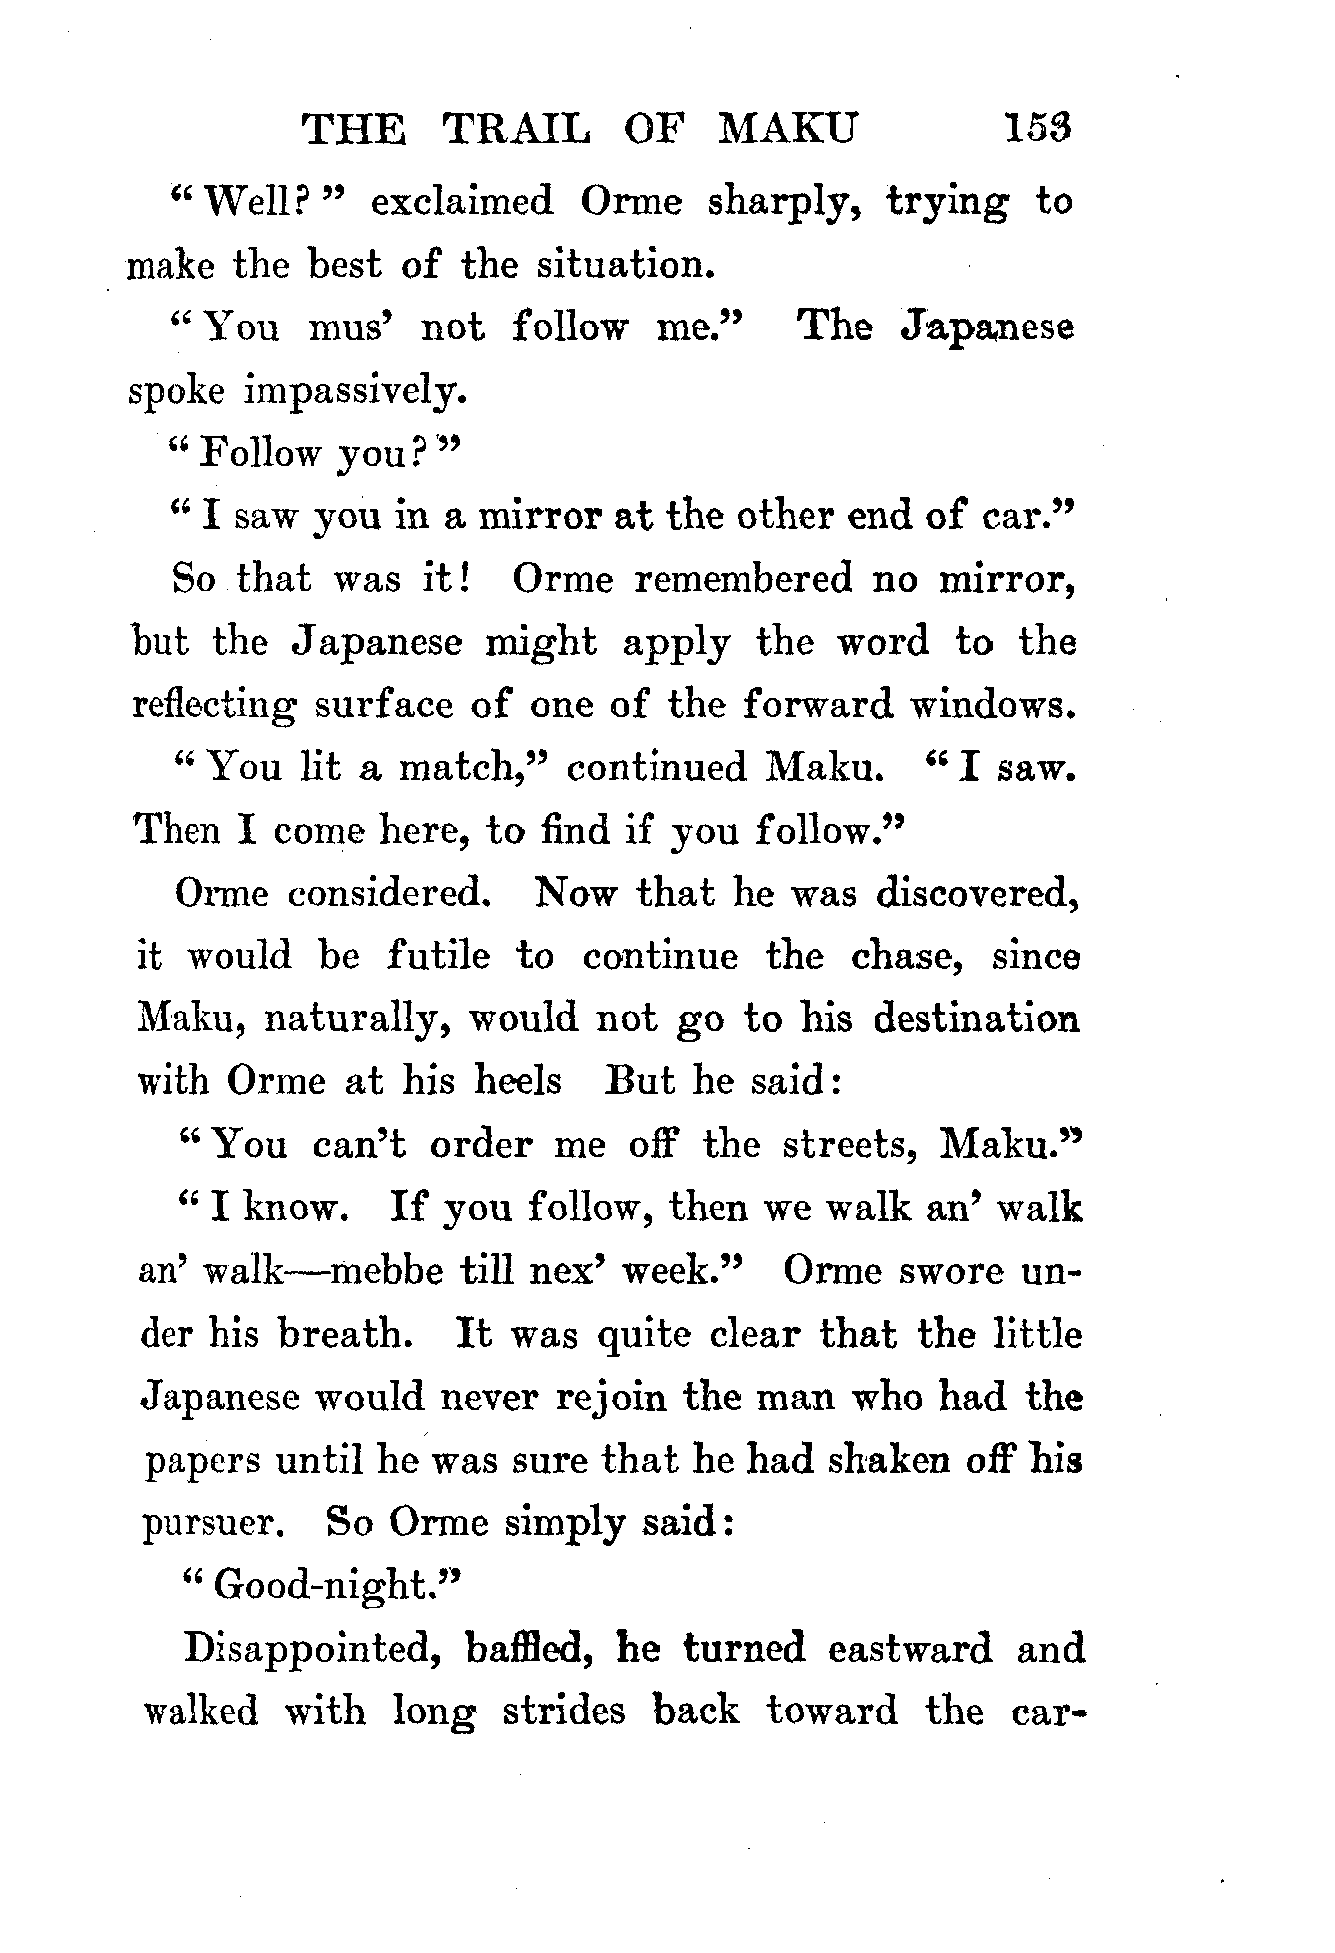 THE TRAIL OF MAKU 153
“Well?” exclaimed Orme sharply, trying to
make the best of the situation.
“You mus’ not follow me.” The Japanese
spoke impassively.
“Follow you?”
“I saw you in a mirror at the other end of car.”
So that was it! Orme remembered no mirror,
but the Japanese might apply the word to the
reflecting surface of one of the forward windows.
“You lit a match,” continued Maku. “I saw.
Then I come here, to find if you follow.”
Orme considered. Now that he was discovered,
it would be futile to continue the chase, since
Maku, naturally, would not go to his destination
with Orme at his heels But he said:
“You can’t order me off the streets, Maku.”
“I know. If you follow, then we walk an’ walk
an’ walk—mebbe till nex’ week.” Orme swore un-
der his breath. It was quite clear that the little
Japanese would never rejoin the man who had the
papers until he was sure that he had shaken off his
pursuer. So Orme simply said:
“Good-night.”
Disappointed, baffled, he turned eastward and
walked with long strides back toward the car-